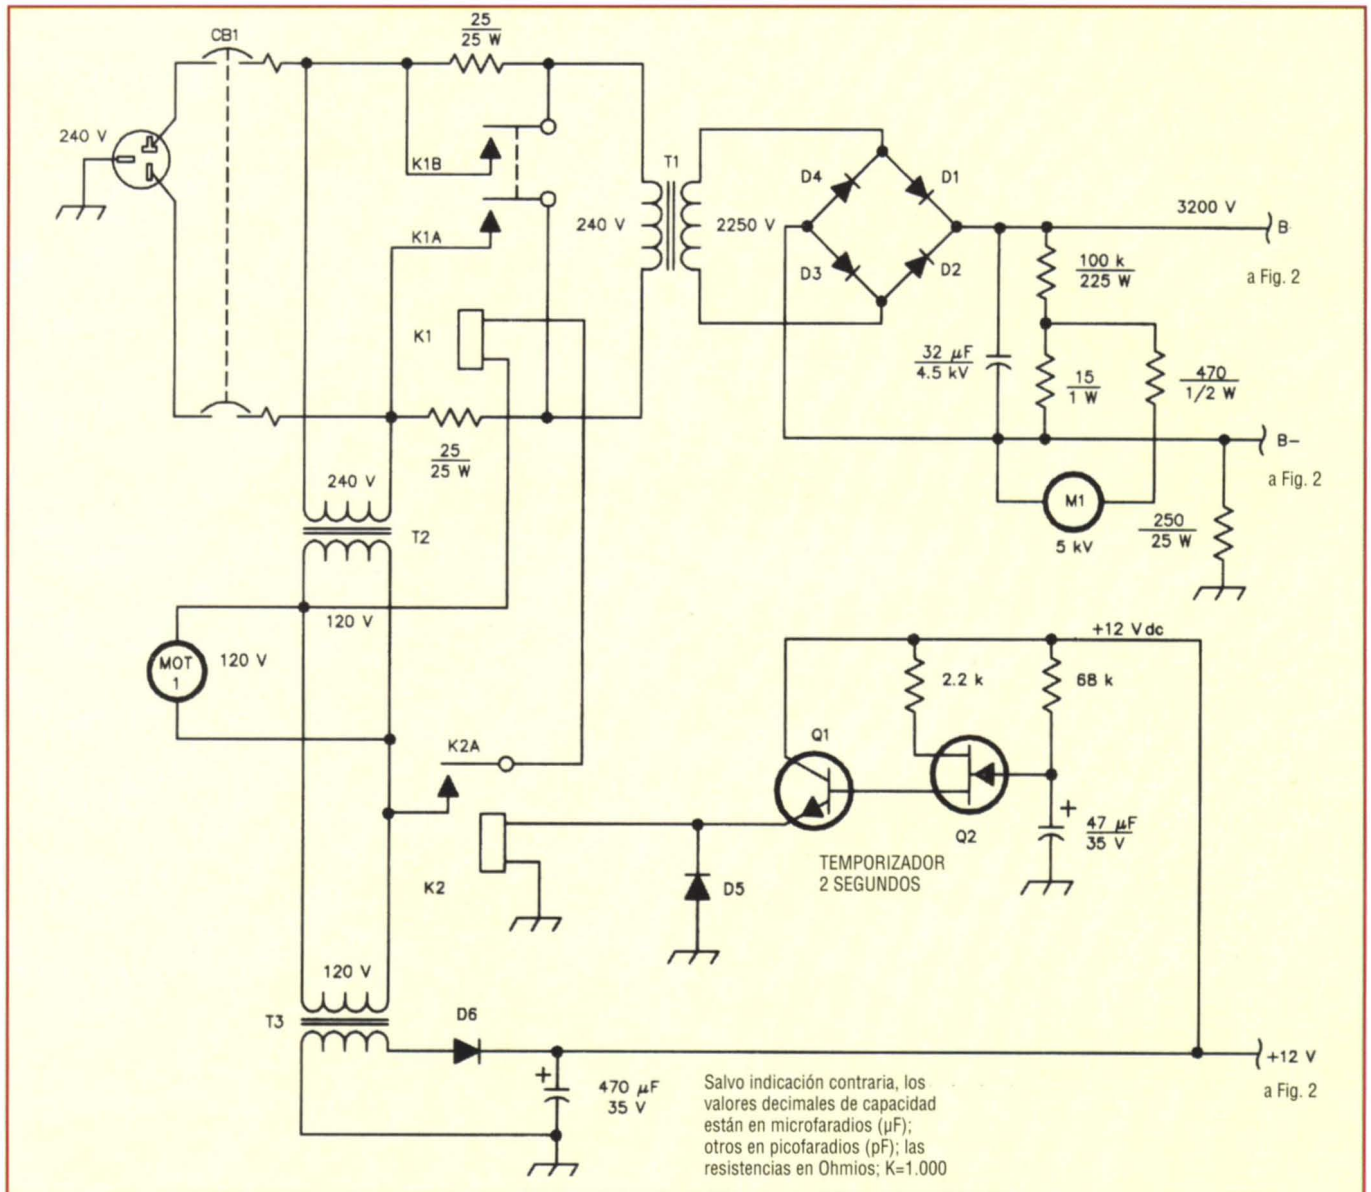 CB1
25
25 W
240 V
K1B
K1A
T1
240 V
2250 V
D4
D1
D3
D2
3200 V
B
a Fig. 2
100 k
225 W
K1
32 µF
4.5 kV
15
1 W
470
1/2 W
25
25 W
B–
a Fig. 2
M1
5 kV
250
25 W
240 V
T2
120 V
MOT
1
120 V
+12 Vdc
2.2 k
68 k
K2A
Q1
Q2
+
47 µF
35 V
TEMPORIZADOR
2 SEGUNDOS
K2
D5
120 V
T3
D6
+
470 µF
35 V
+12 V
a Fig. 2
Salvo indicación contraria, los
valores decimales de capacidad
están en microfaradios (µF);
otros en picofaradios (pF); las
resistencias en Ohmios; K=1.000